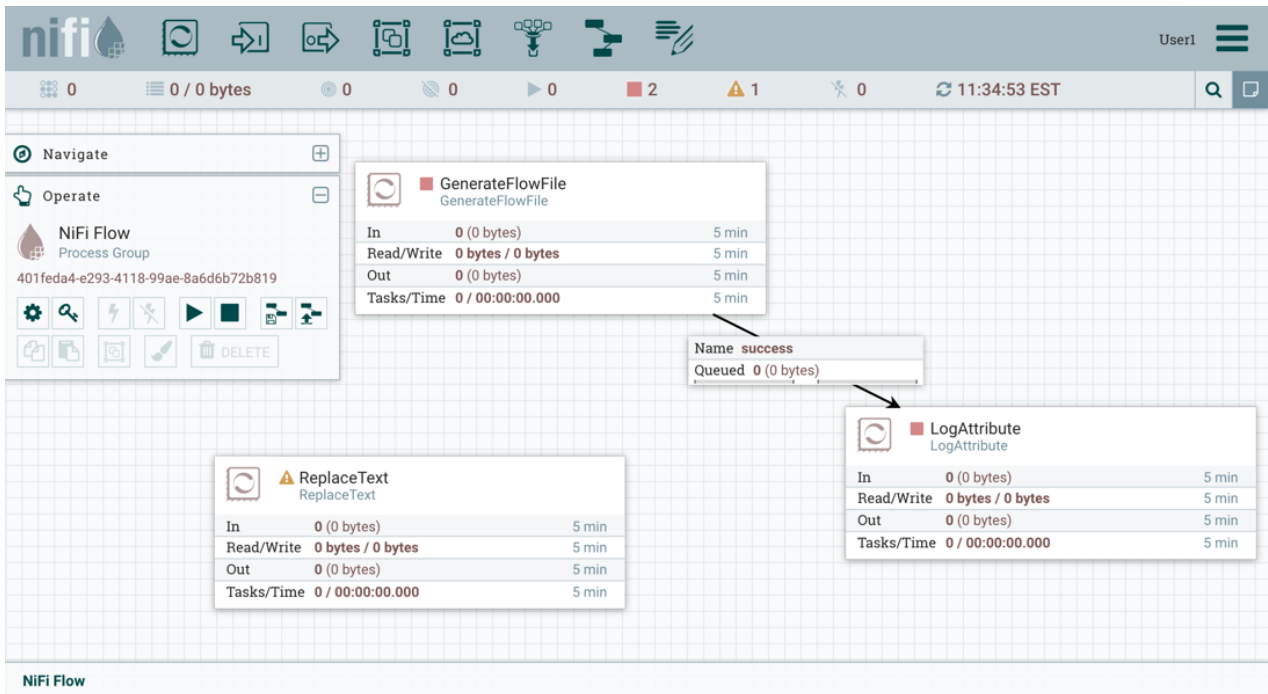 nifi
User1
0
0 / 0 bytes
0
0
0
2
1
0
11:34:53 EST
Navigate
Operate
NiFi Flow
Process Group
401feda4-e293-4118-99ae-8a6d6b72b819
DELETE
GenerateFlowFile
GenerateFlowFile
In 0 (0 bytes) 5 min
Read/Write 0 bytes / 0 bytes 5 min
Out 0 (0 bytes) 5 min
Tasks/Time 0 / 00:00:00.000 5 min
Name success
Queued 0 (0 bytes)
LogAttribute
LogAttribute
In 0 (0 bytes) 5 min
Read/Write 0 bytes / 0 bytes 5 min
Out 0 (0 bytes) 5 min
Tasks/Time 0 / 00:00:00.000 5 min
ReplaceText
ReplaceText
In 0 (0 bytes) 5 min
Read/Write 0 bytes / 0 bytes 5 min
Out 0 (0 bytes) 5 min
Tasks/Time 0 / 00:00:00.000 5 min
NiFi Flow